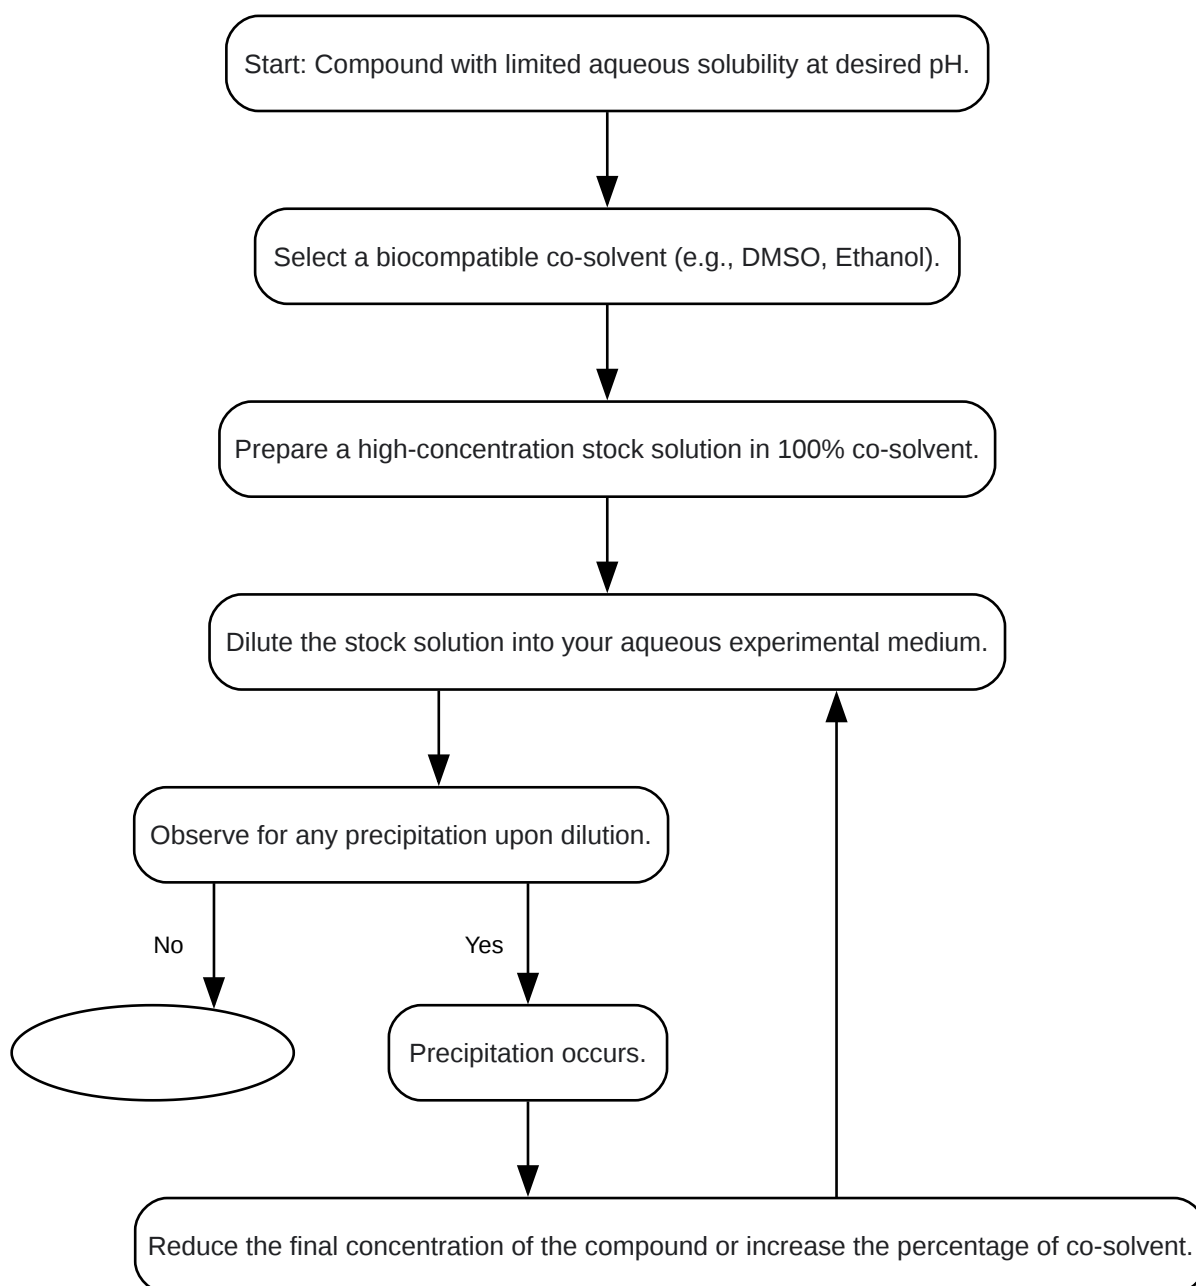 Start: Compound with limited aqueous solubility at desired pH.
Select a biocompatible co-solvent (e.g., DMSO, Ethanol).
Prepare a high-concentration stock solution in 100% co-solvent.
Dilute the stock solution into your aqueous experimental medium.
Observe for any precipitation upon dilution.
No
Yes
Precipitation occurs.
Reduce the final concentration of the compound or increase the percentage of co-solvent.